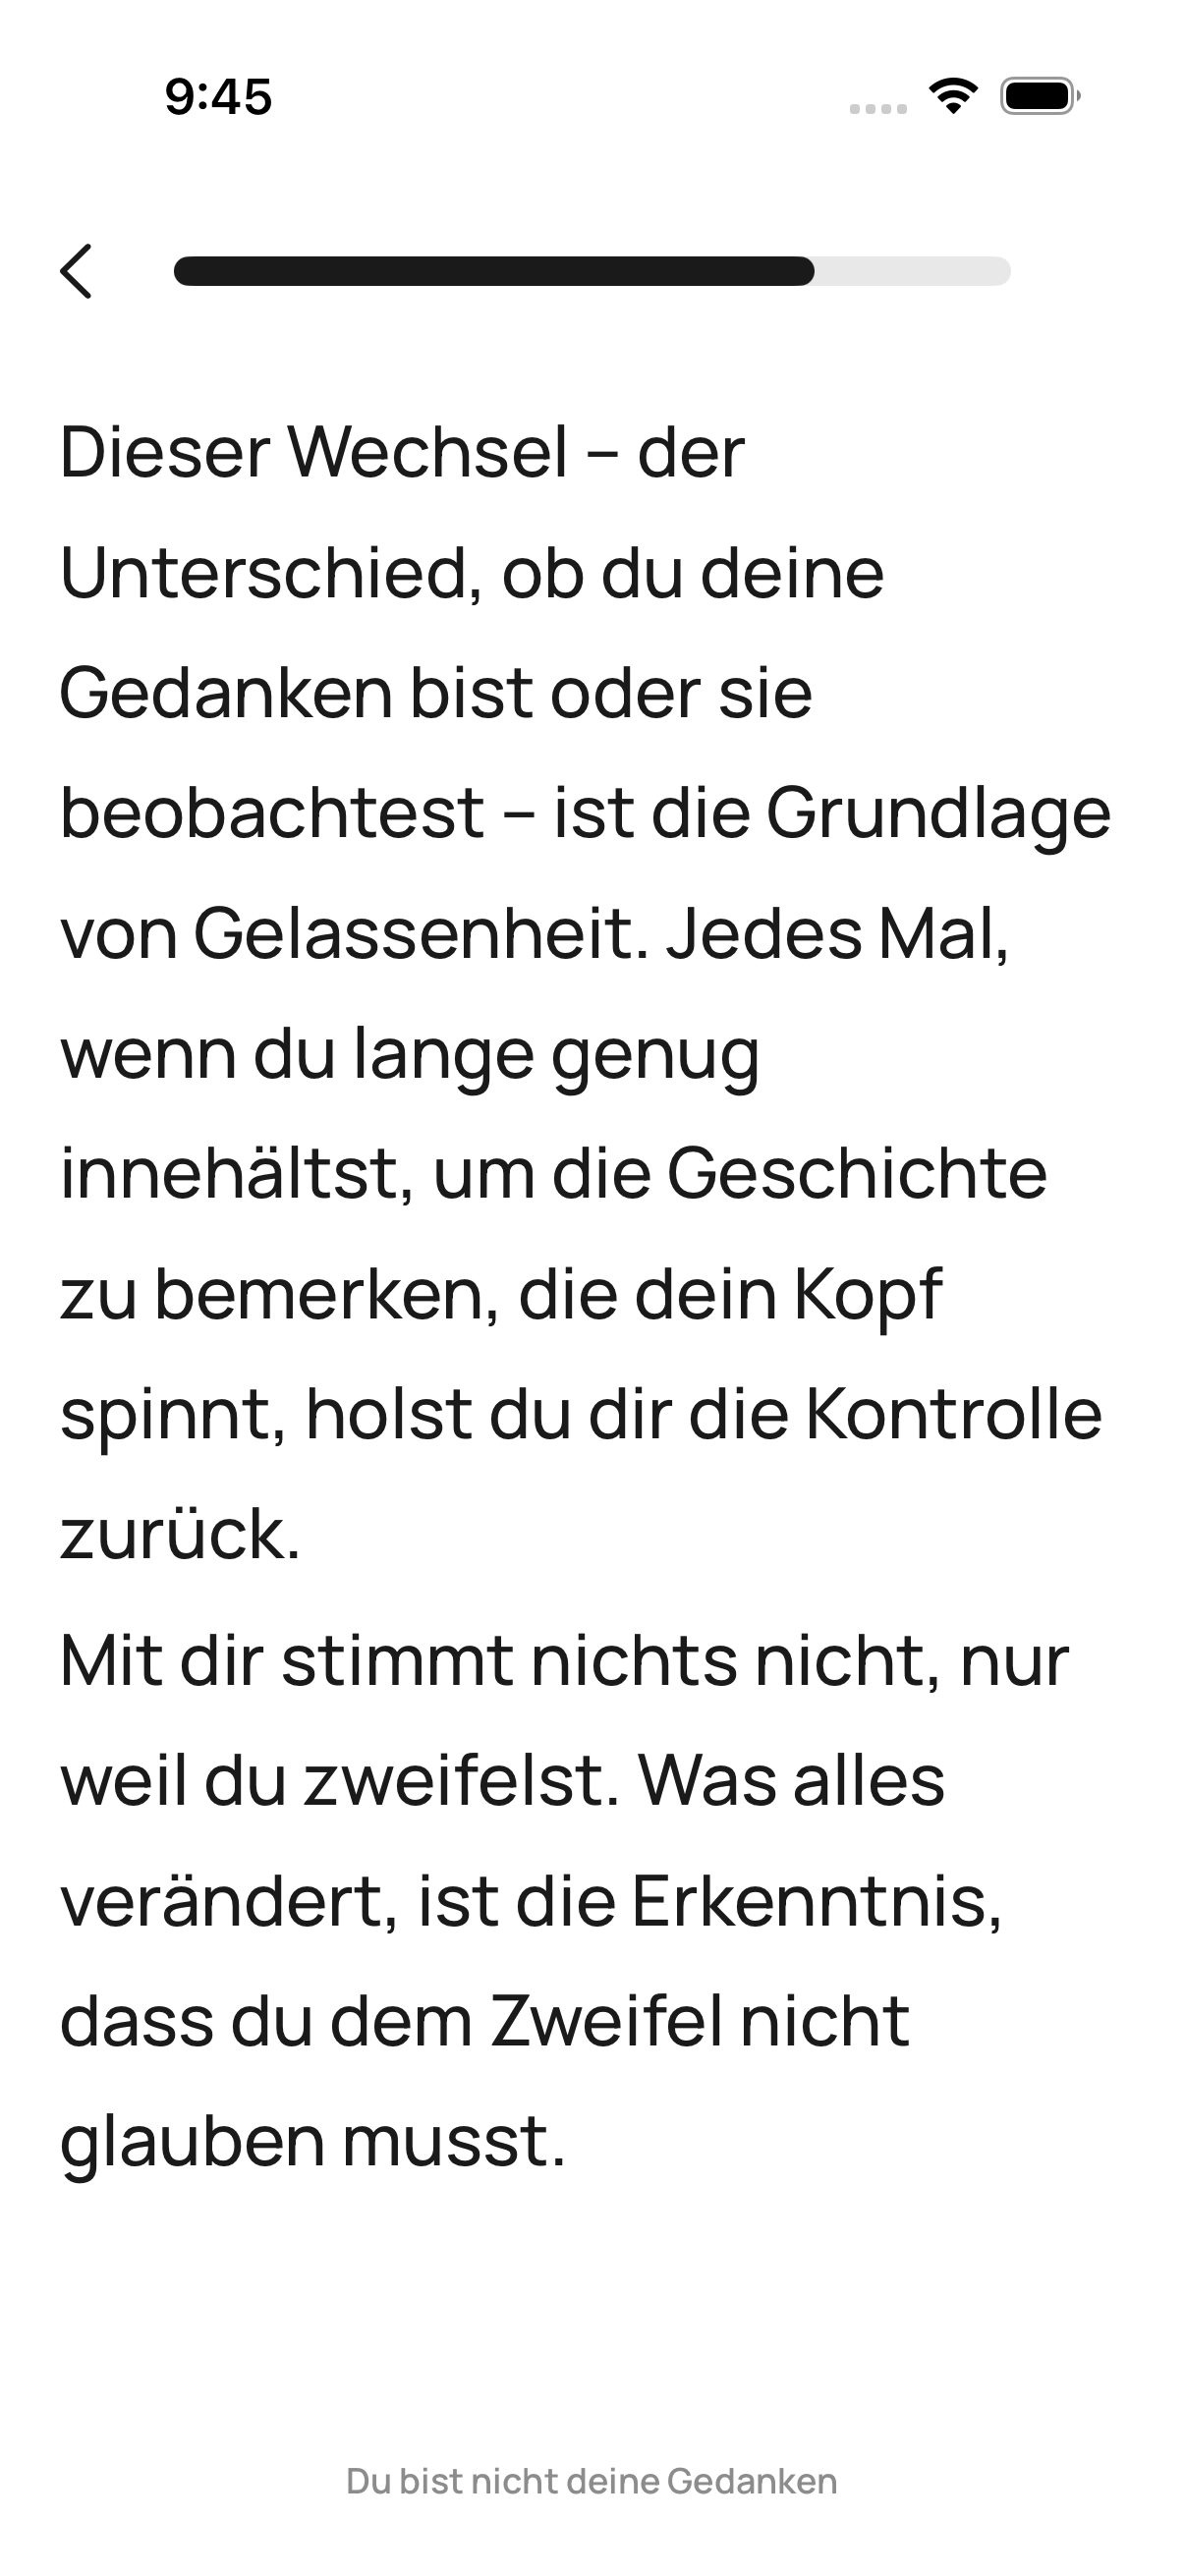 9:45
Dieser Wechsel – der
Unterschied, ob du deine
Gedanken bist oder sie
beobachtest – ist die Grundlage
von Gelassenheit. Jedes Mal,
wenn du lange genug
innehältst, um die Geschichte
zu bemerken, die dein Kopf
spinnt, holst du dir die Kontrolle
zurück.
Mit dir stimmt nichts nicht, nur
weil du zweifelst. Was alles
verändert, ist die Erkenntnis,
dass du dem Zweifel nicht
glauben musst.
Du bist nicht deine Gedanken